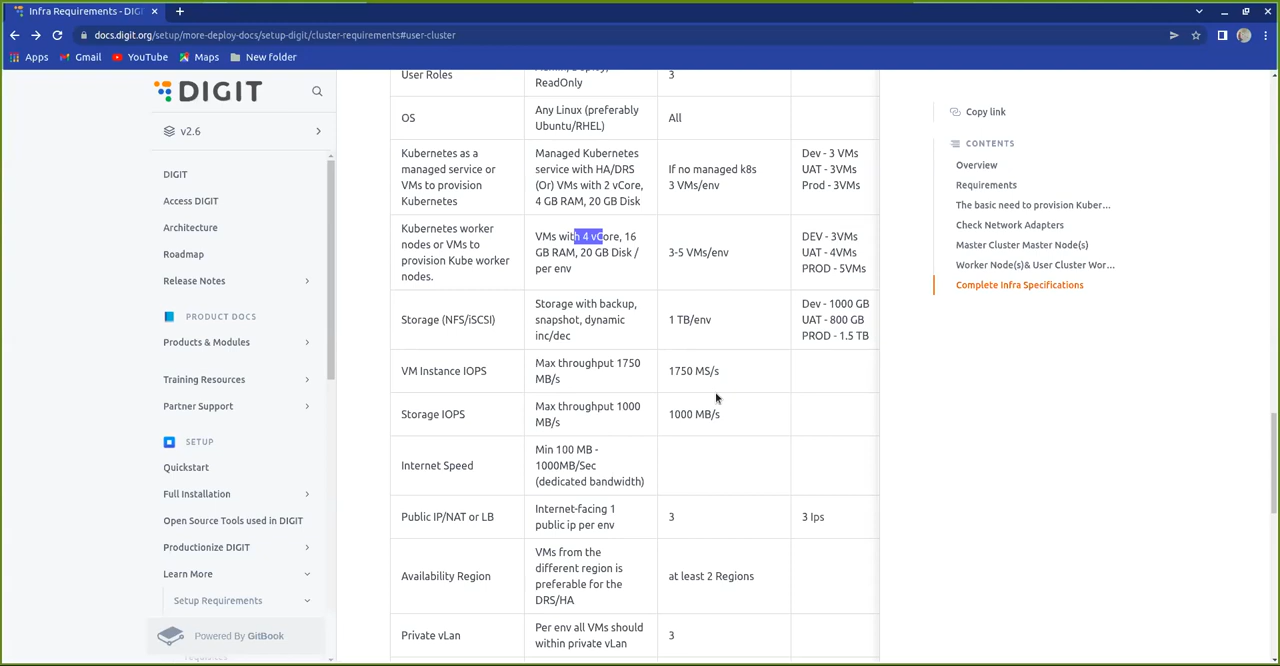 Infra Requirements - DIGI
docs.digit.org/setup/more-deploy-docs/setup-digit/cluster-requirements#user-cluster
Apps
Gmail
YouTube
Maps
New folder
DIGIT
v2.6
DIGIT
Access DIGIT
Architecture
Roadmap
Release Notes
PRODUCT DOCS
Products & Modules
Training Resources
Partner Support
SETUP
Quickstart
Full Installation
Open Source Tools used in DIGIT
Productionize DIGIT
Learn More
Setup Requirements
Powered By GitBook
User Roles
ReadOnly
3
OS
Any Linux (preferably
Ubuntu/RHEL)
All
Kubernetes as a
managed service or
VMs to provision
Kubernetes
Managed Kubernetes
service with HA/DRS
(Or) VMs with 2 vCore,
4 GB RAM, 20 GB Disk
If no managed k8s
3 VMs/env
Dev - 3 VMs
UAT - 3VMs
Prod - 3VMs
Kubernetes worker
nodes or VMs to
provision Kube worker
nodes.
VMs with 4 vCore, 16
GB RAM, 20 GB Disk /
per env
3-5 VMs/env
DEV - 3VMs
UAT - 4VMs
PROD - 5VMs
Storage (NFS/iSCSI)
Storage with backup,
snapshot, dynamic
inc/dec
1 TB/env
Dev - 1000 GB
UAT - 800 GB
PROD - 1.5 TB
VM Instance IOPS
Max throughput 1750
MB/s
1750 MS/s
Storage IOPS
Max throughput 1000
MB/s
1000 MB/s
Internet Speed
Min 100 MB -
1000MB/Sec
(dedicated bandwidth)
Public IP/NAT or LB
Internet-facing 1
public ip per env
3
3 Ips
Availability Region
VMs from the
different region is
preferable for the
DRS/HA
at least 2 Regions
Private vLan
Per env all VMs should
within private vLan
3
Copy link
CONTENTS
Overview
Requirements
The basic need to provision Kuber...
Check Network Adapters
Master Cluster Master Node(s)
Worker Node(s)& User Cluster Wor...
Complete Infra Specifications